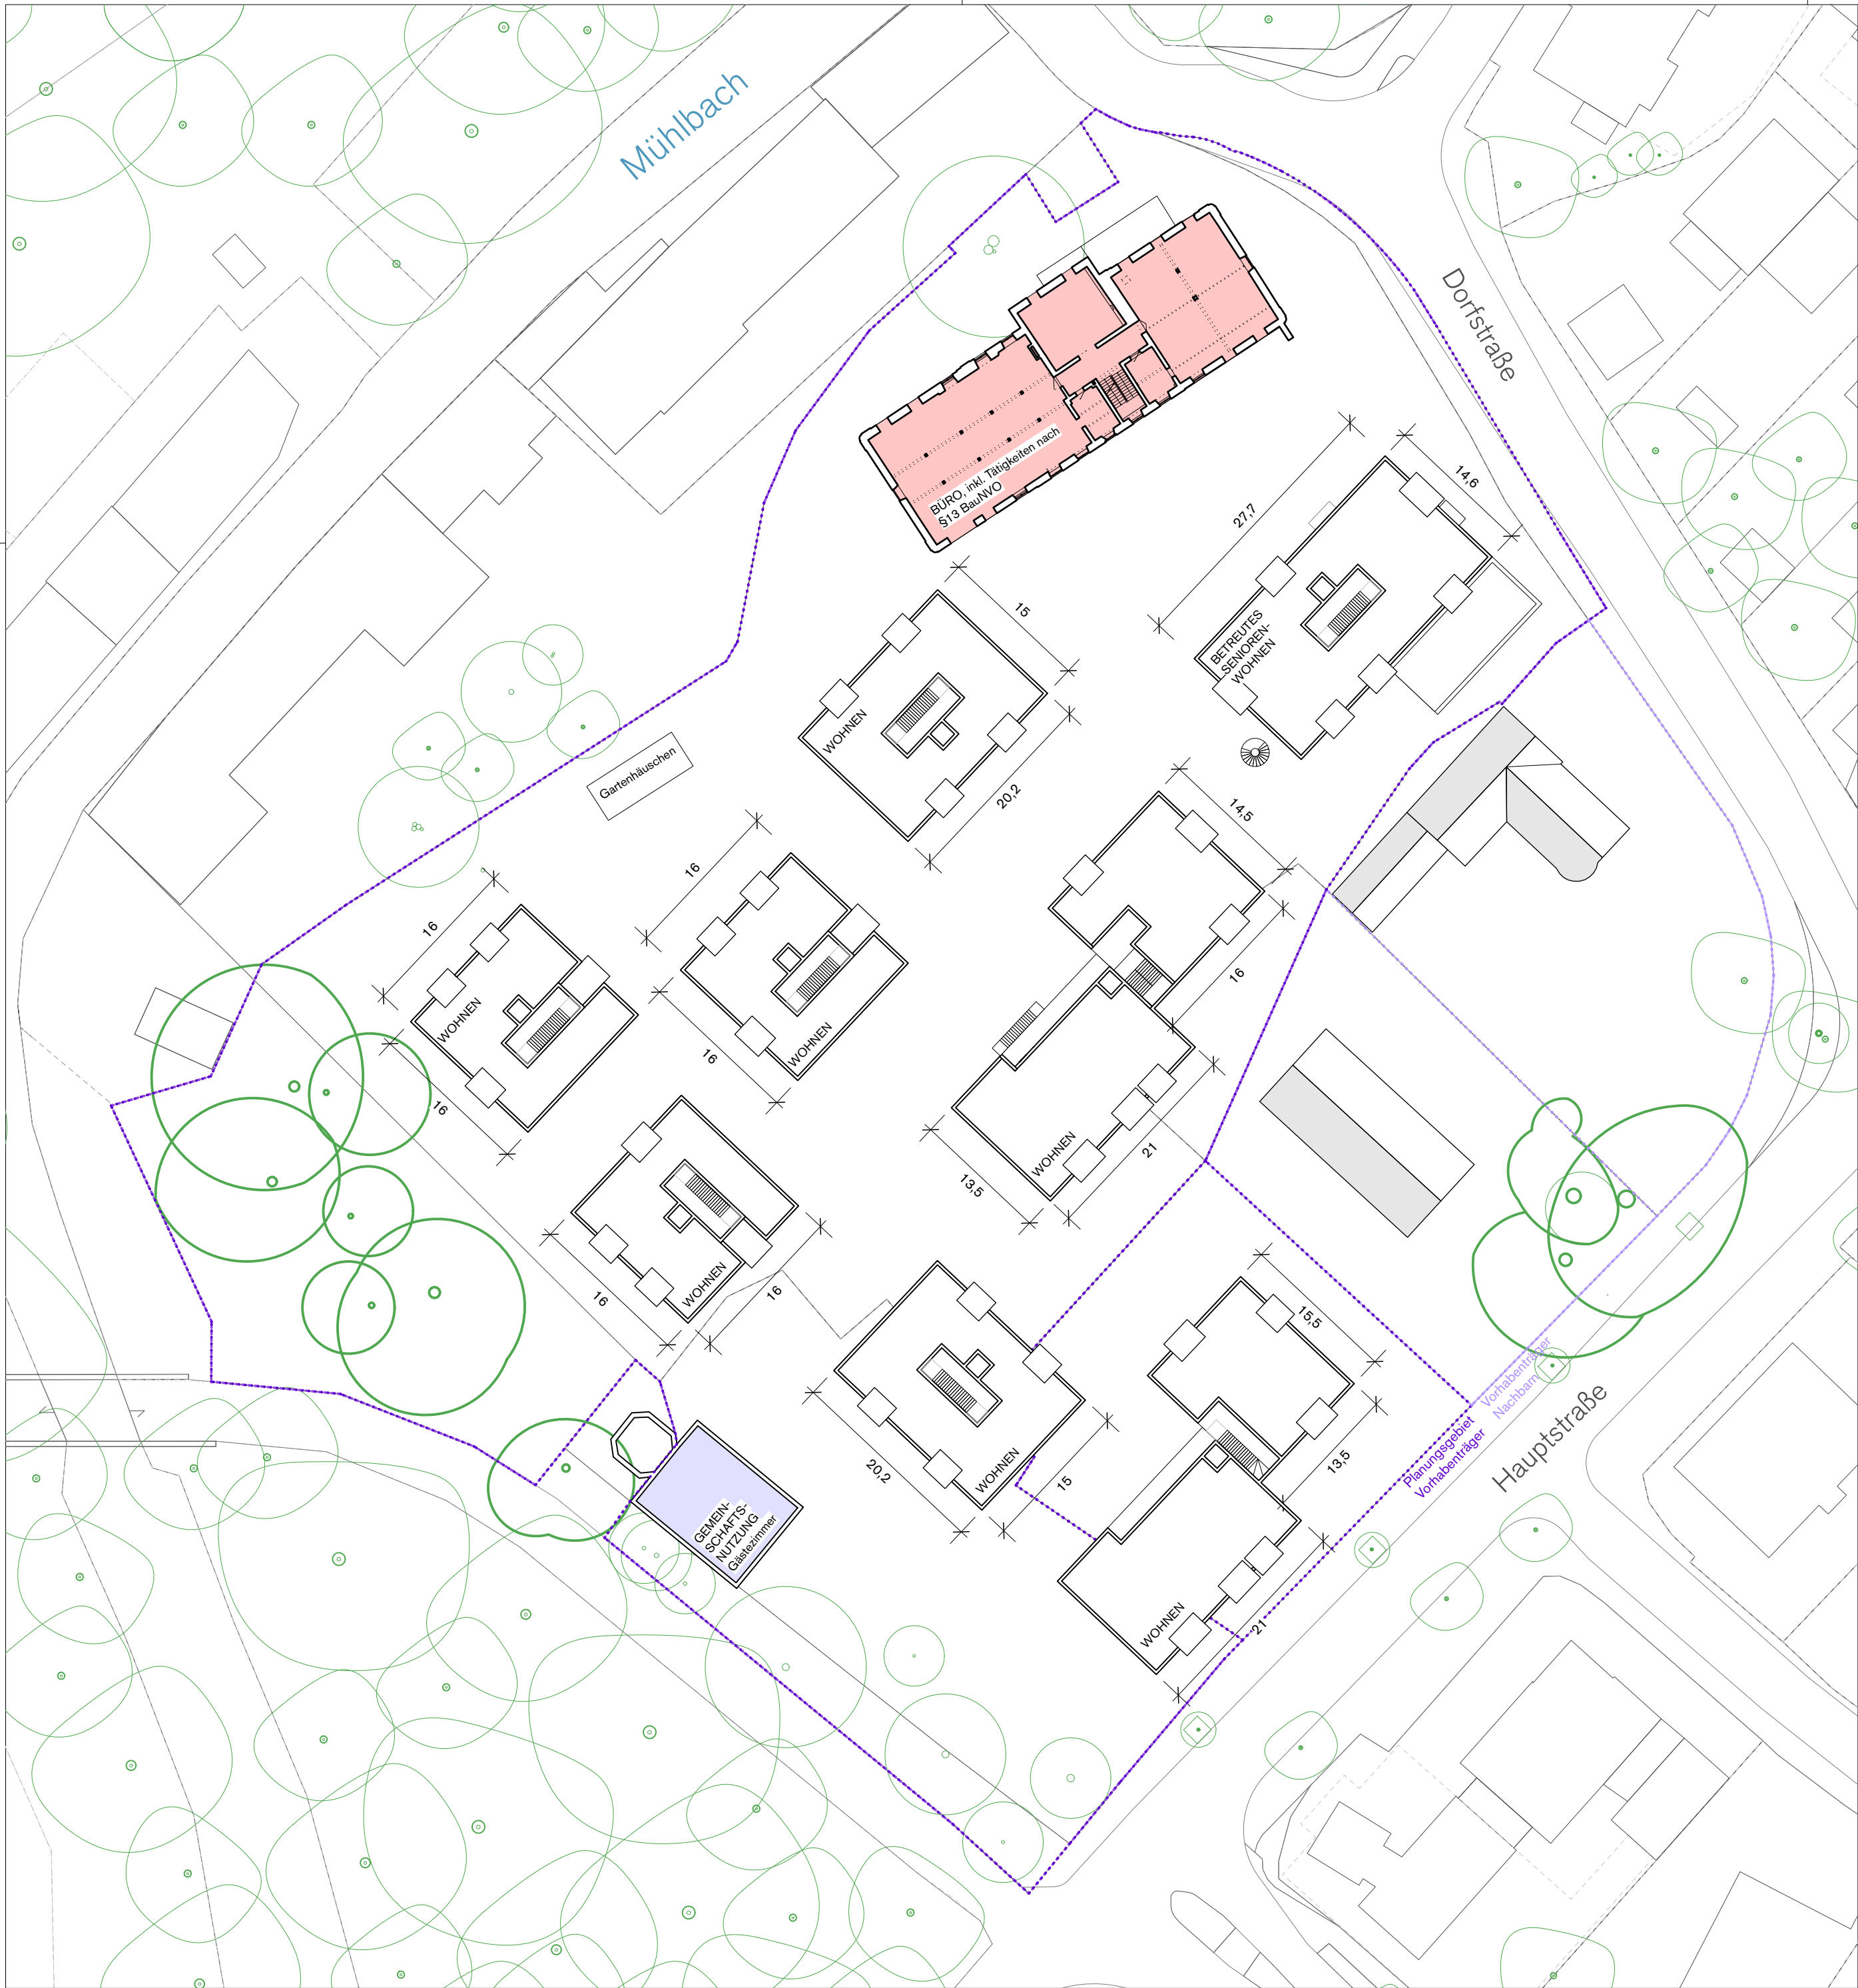 Mühlbach
Dorfstraße
BÜRO, inkl. Tätigkeiten nach
§13 BauNVO
14,6
27,7
BETREUTES
SENIOREN-
WOHNEN
15
WOHNEN
20,2
Gartenhäuschen
14,5
16
16
16
WOHNEN
16
WOHNEN
16
16
WOHNEN
21
13,5
WOHNEN
16
16
15,5
Vorhabenträger
Nachbarn
Planungsgebiet
Vorhabenträger
Hauptstraße
13,5
WOHNEN
20,2
15
GEMEIN-
SCHAFTS-
NUTZUNG
Gästezimmer
WOHNEN
21